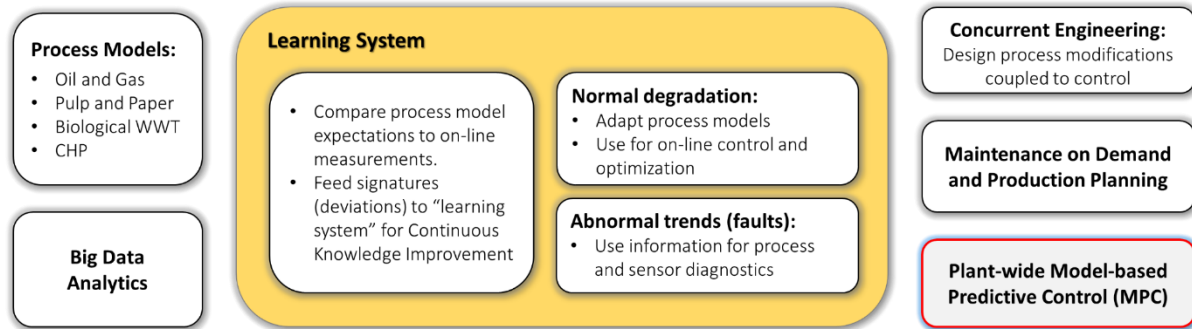 Process Models:
• Oil and Gas
• Pulp and Paper
• Biological WWT
• CHP
Big Data
Analytics
Learning System
• Compare process model
expectations to on-line
measurements.
• Feed signatures
(deviations) to “learning
system” for Continuous
Knowledge Improvement
Normal degradation:
• Adapt process models
• Use for on-line control and
optimization
Abnormal trends (faults):
• Use information for process
and sensor diagnostics
Concurrent Engineering:
Design process modifications
coupled to control
Maintenance on Demand
and Production Planning
Plant-wide Model-based
Predictive Control (MPC)